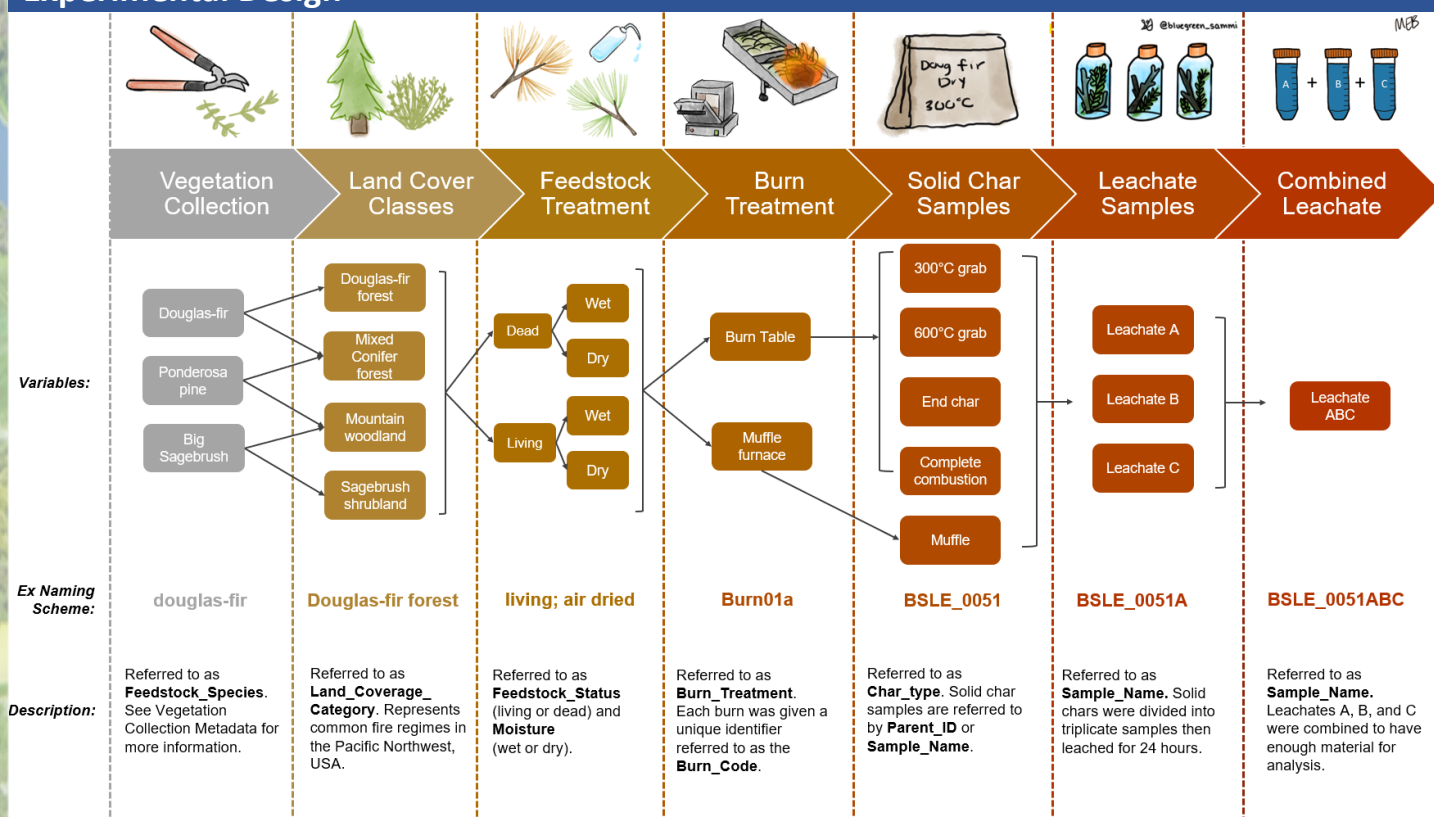 Experimental Design
@bluegreen_sammi
MEB
Doug fir
Dry
300°C
A + B + C
Vegetation
Collection
Land Cover
Classes
Feedstock
Treatment
Burn
Treatment
Solid Char
Samples
Leachate
Samples
Combined
Leachate
Variables:
Douglas-fir
Ponderosa
pine
Big
Sagebrush
Douglas-fir
forest
Mixed
Conifer
forest
Mountain
woodland
Sagebrush
shrubland
Dead
Living
Wet
Dry
Wet
Dry
Burn Table
Muffle
furnace
300°C grab
600°C grab
End char
Complete
combustion
Muffle
Leachate A
Leachate B
Leachate C
Leachate
ABC
Ex Naming
Scheme:
douglas-fir
Douglas-fir forest
living; air dried
Burn01a
BSLE_0051
BSLE_0051A
BSLE_0051ABC
Description:
Referred to as
Feedstock_Species.
See Vegetation
Collection Metadata for
more information.
Referred to as
Land_Coverage_
Category. Represents
common fire regimes in
the Pacific Northwest,
USA.
Referred to as
Feedstock_Status
(living or dead) and
Moisture
(wet or dry).
Referred to as
Burn_Treatment.
Each burn was given a
unique identifier
referred to as the
Burn_Code.
Referred to as
Char_type. Solid char
samples are referred to
by Parent_ID or
Sample_Name.
Referred to as
Sample_Name. Solid
chars were divided into
triplicate samples then
leached for 24 hours.
Referred to as
Sample_Name.
Leachates A, B, and C
were combined to have
enough material for
analysis.